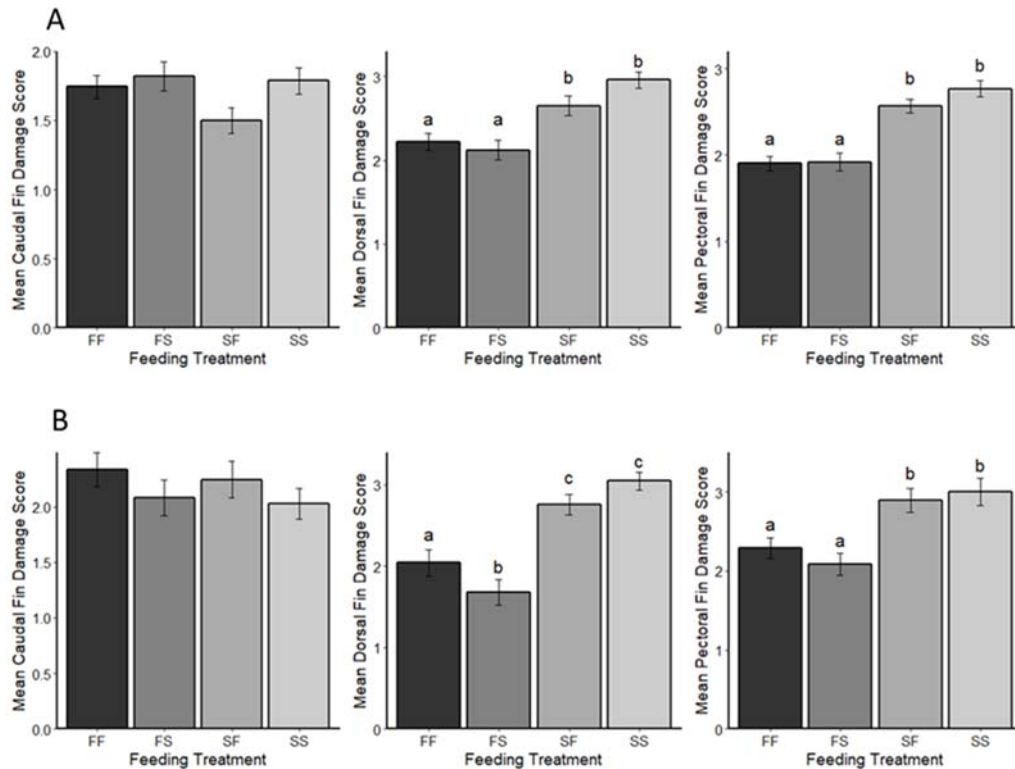 A
Mean Caudal Fin Damage Score
2.0
1.5
1.0
0.5
0.0
FF FS SF SS
Feeding Treatment
Mean Dorsal Fin Damage Score
3
2
1
0
a a b b
FF FS SF SS
Feeding Treatment
Mean Pectoral Fin Damage Score
3
2
1
0
a a b b
FF FS SF SS
Feeding Treatment
B
Mean Caudal Fin Damage Score
2.0
1.5
1.0
0.5
0.0
FF FS SF SS
Feeding Treatment
Mean Dorsal Fin Damage Score
3
2
1
0
a b c c
FF FS SF SS
Feeding Treatment
Mean Pectoral Fin Damage Score
3
2
1
0
a a b b
FF FS SF SS
Feeding Treatment